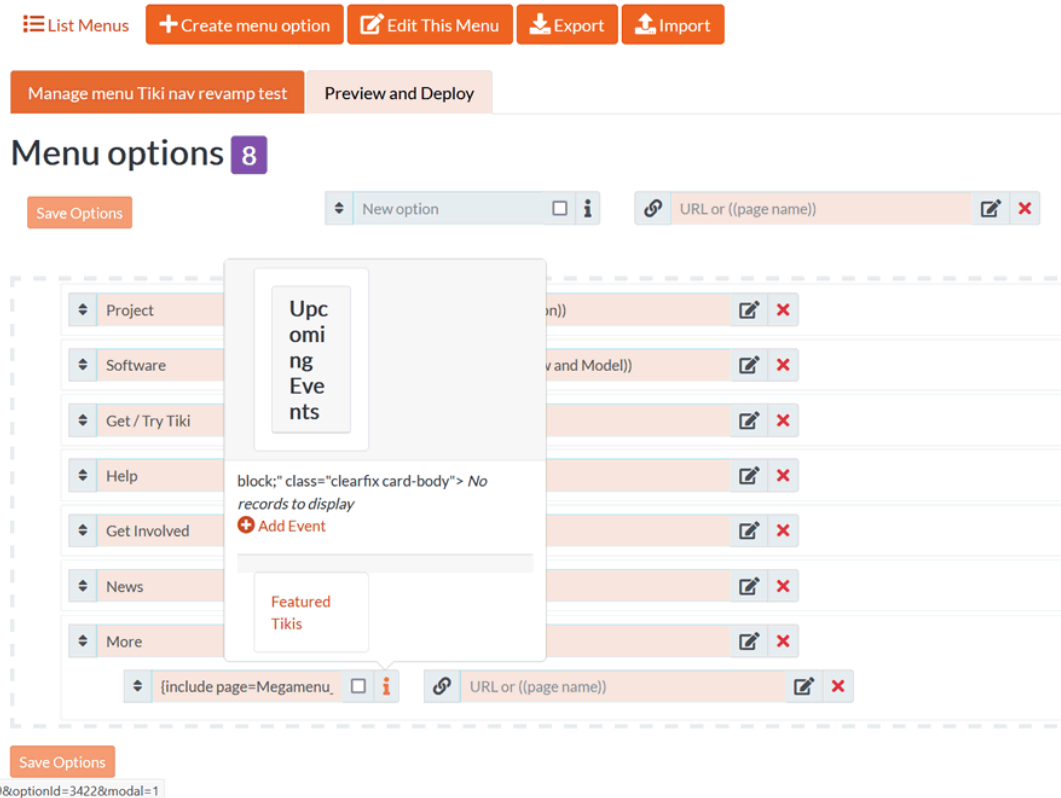 List Menus
Create menu option
Edit This Menu
Export
Import
Manage menu Tiki nav revamp test
Preview and Deploy
Menu options 8
Save Options
New option
URL or ((page name))
Project
on))
Software
w and Model))
Get / Try Tiki
Help
Get Involved
News
More
Upc
omi
ng
Eve
nts
block;" class="clearfix card-body"> No
records to display
Add Event
Featured
Tikis
{include page=Megamenu_
URL or ((page name))
Save Options
&optionId=3422&modal=1